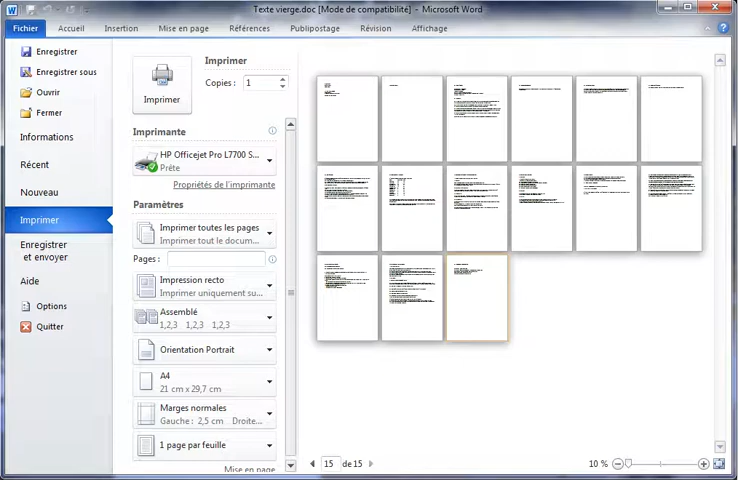 Texte vierge.doc [Mode de compatibilité] - Microsoft Word
Fichier Accueil Insertion Mise en page Références Publipostage Révision Affichage
Enregistrer
Enregistrer sous
Ouvrir
Fermer
Informations
Récent
Nouveau
Imprimer
Enregistrer
et envoyer
Aide
Options
Quitter
Imprimer
Imprimer
Copies : 1
Imprimante
HP Officejet Pro L7700 S...
Prête
Propriétés de l'imprimante
Paramètres
Imprimer toutes les pages
Imprimer tout le docum...
Pages :
Impression recto
Imprimer uniquement su...
Assemblé
1,2,3 1,2,3 1,2,3
Orientation Portrait
A4
21 cm x 29,7 cm
Marges normales
Gauche : 2,5 cm Droite...
1 page par feuille
Mise en page
15 de 15
10 %